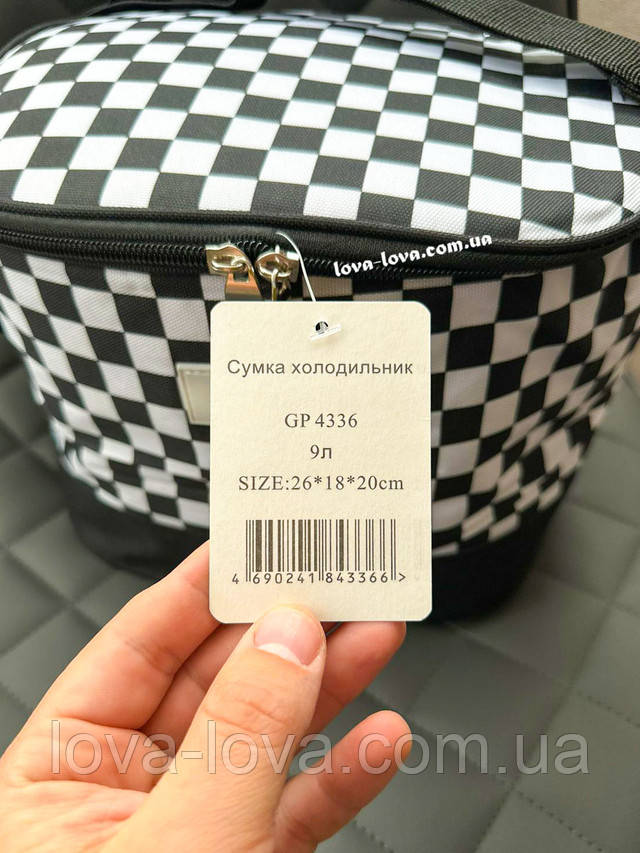 lova-lova.com.ua
Сумка холодильник
GP 4336
9л
SIZE:26*18*20cm
4 690241 843366 >
lova-lova.com.ua